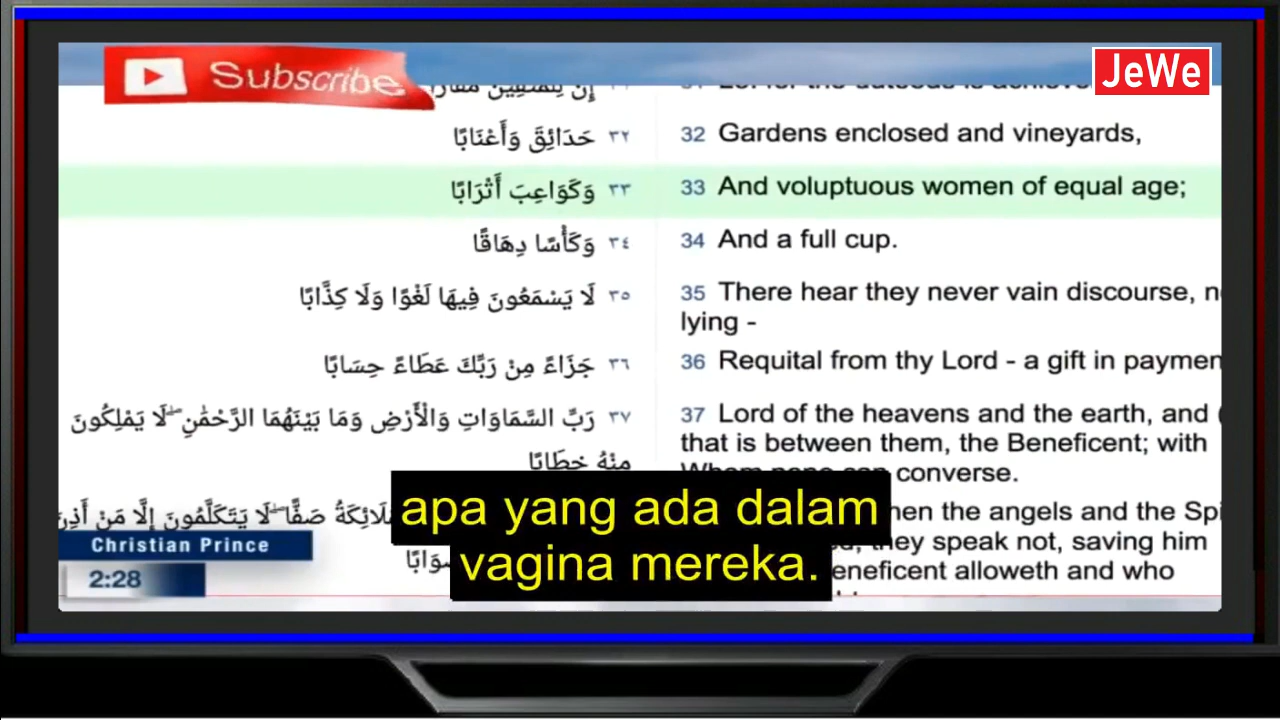 Subscribe
JeWe
٣٢ حَدَائِقَ وَأَعْنَابًا
32 Gardens enclosed and vineyards,
٣٣ وَكَوَاعِبَ أَتْرَابًا
33 And voluptuous women of equal age;
٣٤ وَكَأْسًا دِهَاقًا
34 And a full cup.
٣٥ لَا يَسْمَعُونَ فِيهَا لَغْوًا وَلَا كِذَّابًا
35 There hear they never vain discourse,
lying -
٣٦ جَزَاءً مِنْ رَبِّكَ عَطَاءً حِسَابًا
36 Requital from thy Lord - a gift in paymen
٣٧ رَبِّ السَّمَاوَاتِ وَالْأَرْضِ وَمَا بَيْنَهُمَا الرَّحْمَٰنِ ۖ لَا يَمْلِكُونَ
مِنْهُ خِطَابًا
37 Lord of the heavens and the earth, and
that is between them, the Beneficent; with
converse.
صَفًّا ۖ لَا يَتَكَلَّمُونَ إِلَّا مَنْ أَذِنَ
hen the angels and the Spi
they speak not, saving him
eneficent alloweth and who
apa yang ada dalam
vagina mereka.
Christian Prince
2:28